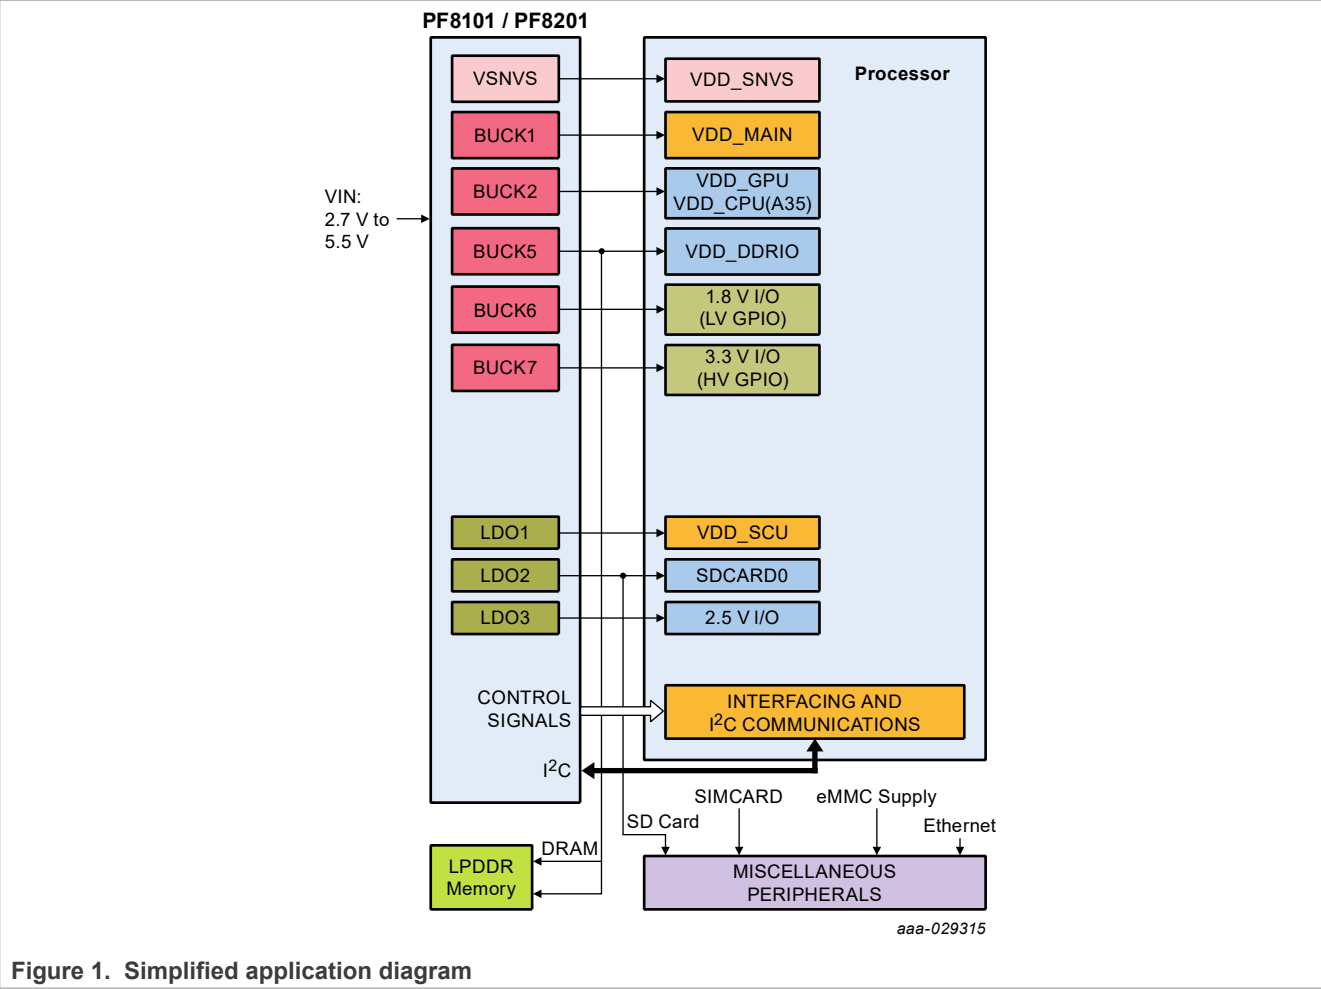 PF8101 / PF8201
Processor
VSNVS
VDD_SNVS
BUCK1
VDD_MAIN
BUCK2
VDD_GPU
VDD_CPU(A35)
VIN:
2.7 V to
5.5 V
BUCK5
VDD_DDRIO
BUCK6
1.8 V I/O
(LV GPIO)
BUCK7
3.3 V I/O
(HV GPIO)
LDO1
VDD_SCU
LDO2
SDCARD0
LDO3
2.5 V I/O
CONTROL
SIGNALS
INTERFACING AND
I2C COMMUNICATIONS
I2C
SIMCARD
eMMC Supply
SD Card
Ethernet
DRAM
LPDDR
Memory
MISCELLANEOUS
PERIPHERALS
aaa-029315
Figure 1. Simplified application diagram